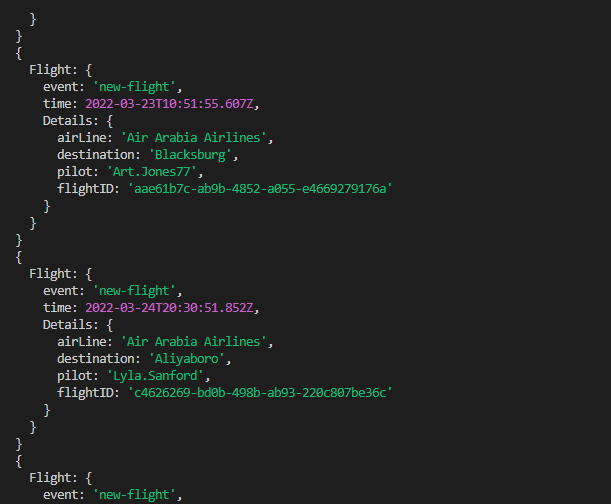 }
}
{
Flight: {
event: 'new-flight',
time: 2022-03-23T10:51:55.607Z,
Details: {
airLine: 'Air Arabia Airlines',
destination: 'Blacksburg',
pilot: 'Art.Jones77',
flightID: 'aae61b7c-ab9b-4852-a055-e4669279176a'
}
}
}
{
Flight: {
event: 'new-flight',
time: 2022-03-24T20:30:51.852Z,
Details: {
airLine: 'Air Arabia Airlines',
destination: 'Aliyaboro',
pilot: 'Lyla.Sanford',
flightID: 'c4626269-bd0b-498b-ab93-220c807be36c'
}
}
}
{
Flight: {
event: 'new-flight',